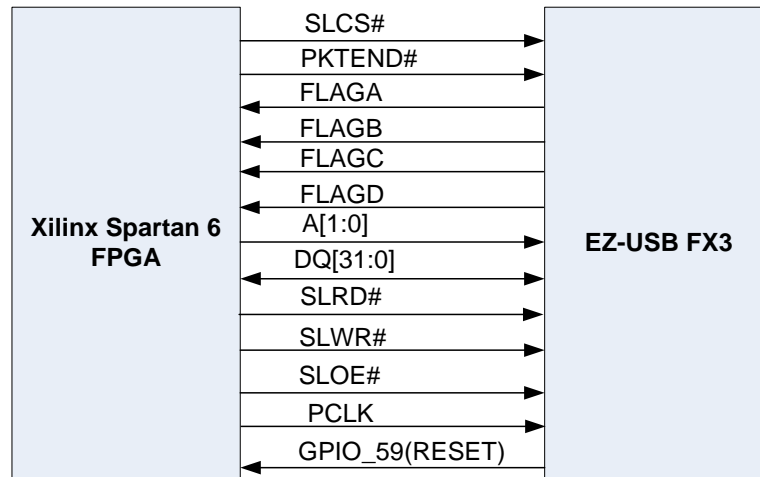 SLCS#
PKTEND#
FLAGA
FLAGB
FLAGC
FLAGD
A[1:0]
Xilinx Spartan 6
FPGA
EZ-USB FX3
DQ[31:0]
SLRD#
SLWR#
SLOE#
PCLK
GPIO_59(RESET)